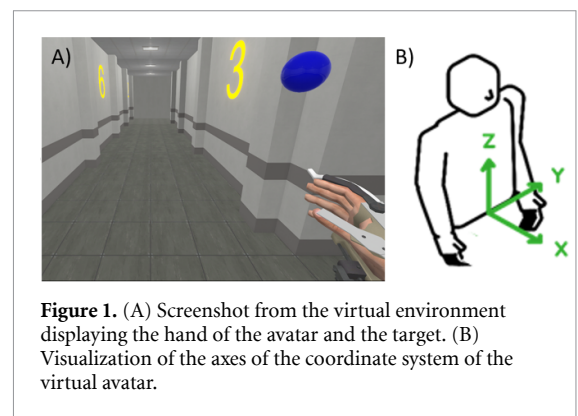 A)
6
3
B)
Z
Y
X
Figure 1. (A) Screenshot from the virtual environment
displaying the hand of the avatar and the target. (B)
Visualization of the axes of the coordinate system of the
virtual avatar.